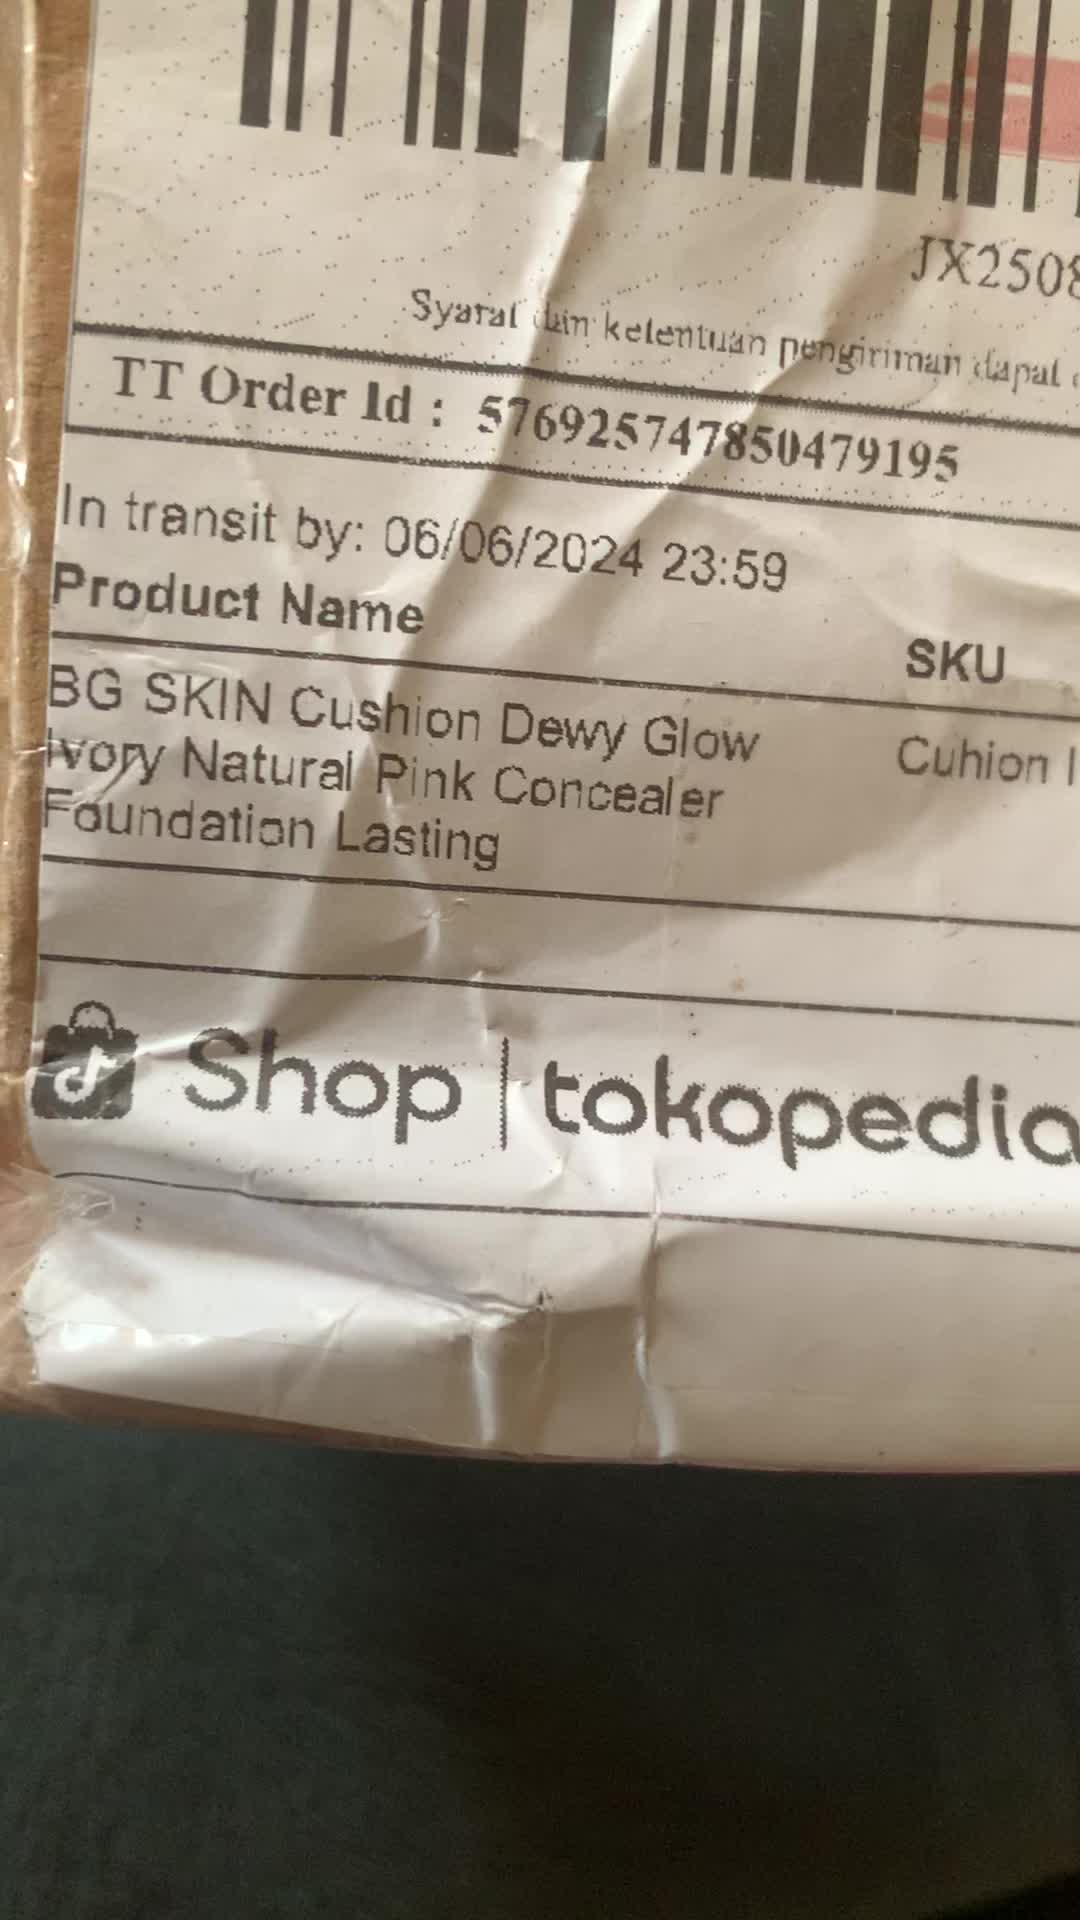 JX2508
Syarat dan ketentuan pengiriman dapat
TT Order Id : 576925747850479195
In transit by: 06/06/2024 23:59
Product Name SKU
BG SKIN Cushion Dewy Glow Cuhion I
Ivory Natural Pink Concealer
Foundation Lasting
Shop | tokopedia